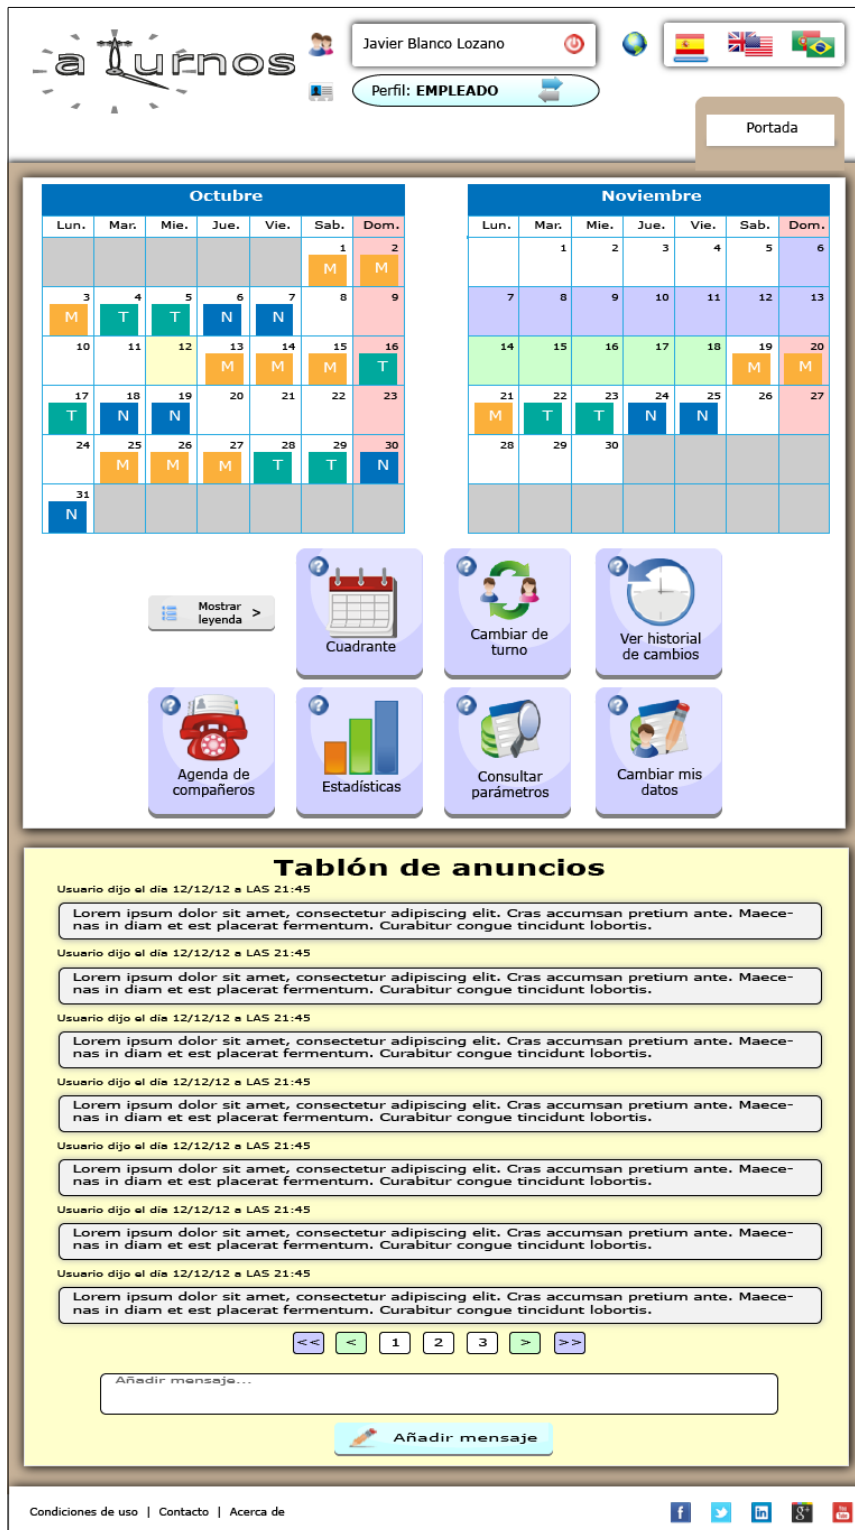 aTurnos
Javier Blanco Lozano
Perfil: EMPLEADO
Portada
Octubre
Lun. Mar. Mie. Jue. Vie. Sab. Dom.
1 2
M M
3 4 5 6 7 8 9
M T T N N
10 11 12 13 14 15 16
M M M T
17 18 19 20 21 22 23
T N N
24 25 26 27 28 29 30
M M M T T N
31
N
Noviembre
Lun. Mar. Mie. Jue. Vie. Sab. Dom.
1 2 3 4 5 6
7 8 9 10 11 12 13
14 15 16 17 18 19 20
M M
21 22 23 24 25 26 27
M T T N N
28 29 30
Mostrar
leyenda >
? Cuadrante
? Cambiar de
turno
? Ver historial
de cambios
? Agenda de
compañeros
? Estadísticas
? Consultar
parámetros
? Cambiar mis
datos
Tablón de anuncios
Usuario dijo el día 12/12/12 a LAS 21:45
Lorem ipsum dolor sit amet, consectetur adipiscing elit. Cras accumsan pretium ante. Maece-
nas in diam et est placerat fermentum. Curabitur congue tincidunt lobortis.
Usuario dijo el día 12/12/12 a LAS 21:45
Lorem ipsum dolor sit amet, consectetur adipiscing elit. Cras accumsan pretium ante. Maece-
nas in diam et est placerat fermentum. Curabitur congue tincidunt lobortis.
Usuario dijo el día 12/12/12 a LAS 21:45
Lorem ipsum dolor sit amet, consectetur adipiscing elit. Cras accumsan pretium ante. Maece-
nas in diam et est placerat fermentum. Curabitur congue tincidunt lobortis.
Usuario dijo el día 12/12/12 a LAS 21:45
Lorem ipsum dolor sit amet, consectetur adipiscing elit. Cras accumsan pretium ante. Maece-
nas in diam et est placerat fermentum. Curabitur congue tincidunt lobortis.
Usuario dijo el día 12/12/12 a LAS 21:45
Lorem ipsum dolor sit amet, consectetur adipiscing elit. Cras accumsan pretium ante. Maece-
nas in diam et est placerat fermentum. Curabitur congue tincidunt lobortis.
Usuario dijo el día 12/12/12 a LAS 21:45
Lorem ipsum dolor sit amet, consectetur adipiscing elit. Cras accumsan pretium ante. Maece-
nas in diam et est placerat fermentum. Curabitur congue tincidunt lobortis.
Usuario dijo el día 12/12/12 a LAS 21:45
Lorem ipsum dolor sit amet, consectetur adipiscing elit. Cras accumsan pretium ante. Maece-
nas in diam et est placerat fermentum. Curabitur congue tincidunt lobortis.
<< < 1 2 3 > >>
Añadir mensaje...
Añadir mensaje
Condiciones de uso | Contacto | Acerca de
f in g+ You Tube